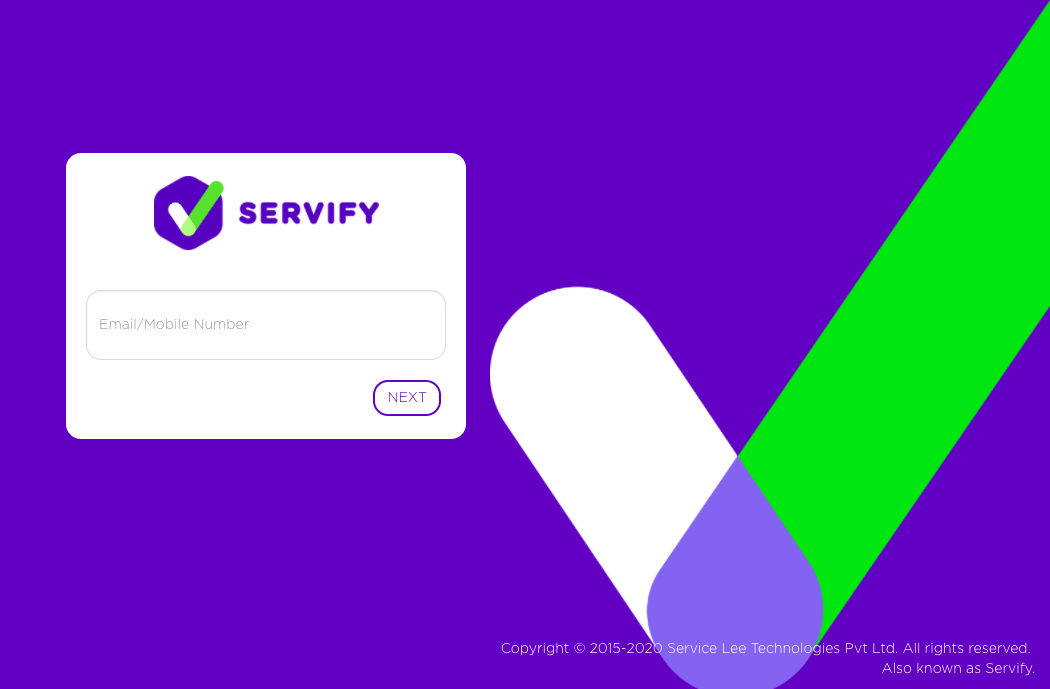 SERVIFY
Email/Mobile Number
NEXT
Copyright © 2015-2020 Service Lee Technologies Pvt Ltd. All rights reserved.
Also known as Servify.